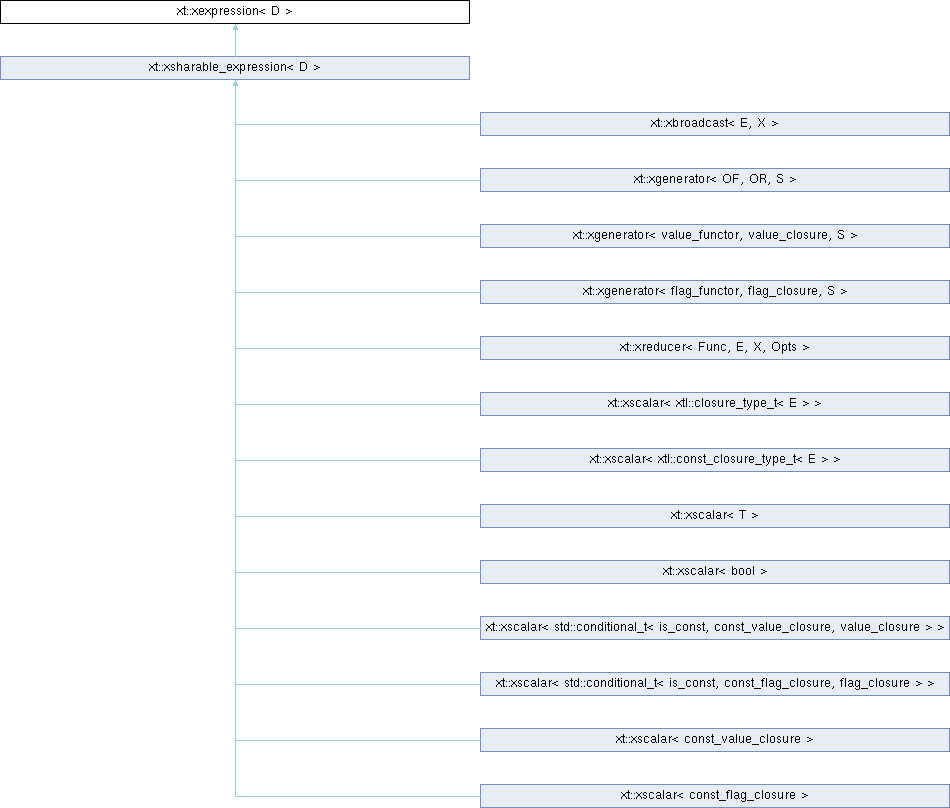 xt::xexpression< D >
xt::xsharable_expression< D >
xt::xbroadcast< E, X >
xt::xgenerator< OF, OR, S >
xt::xgenerator< value_functor, value_closure, S >
xt::xgenerator< flag_functor, flag_closure, S >
xt::xreducer< Func, E, X, Opts >
xt::xscalar< xtl::closure_type_t< E > >
xt::xscalar< xtl::const_closure_type_t< E > >
xt::xscalar< T >
xt::xscalar< bool >
xt::xscalar< std::conditional_t< is_const, const_value_closure, value_closure > >
xt::xscalar< std::conditional_t< is_const, const_flag_closure, flag_closure > >
xt::xscalar< const_value_closure >
xt::xscalar< const_flag_closure >